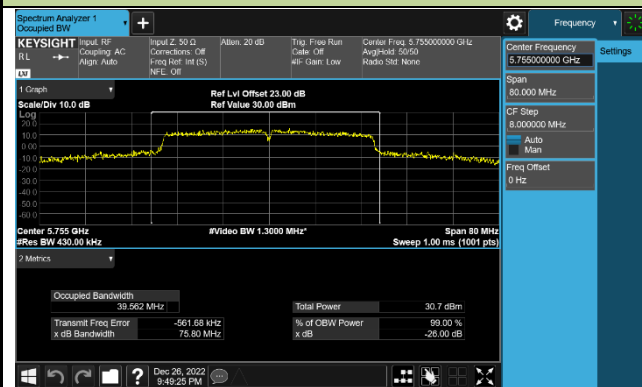 Spectrum Analyzer 1
Occupied BW
Frequency
KEYSIGHT
RL
LXI
Input: RF
Coupling: AC
Align: Auto
Input Z: 50 Ω
Corrections: Off
Freq Ref: Int (S)
NFE: Off
Atten: 20 dB
Trig: Free Run
Gate: Off
#IF Gain: Low
Center Freq: 5.755000000 GHz
Avg|Hold: 50/50
Radio Std: None
Center Frequency
5.755000000 GHz
Settings
Span
80.000 MHz
CF Step
8.000000 MHz
Auto
Man
Freq Offset
0 Hz
1 Graph
Scale/Div 10.0 dB
Ref Lvl Offset 23.00 dB
Ref Value 30.00 dBm
Log
20.0
10.0
0.00
-10.0
-20.0
-30.0
-40.0
-50.0
-60.0
Center 5.755 GHz
#Res BW 430.00 kHz
#Video BW 1.3000 MHz*
Span 80 MHz
Sweep 1.00 ms (1001 pts)
2 Metrics
Occupied Bandwidth
39.562 MHz
Total Power 30.7 dBm
Transmit Freq Error -561.68 kHz
% of OBW Power 99.00 %
x dB Bandwidth 75.80 MHz
x dB -26.00 dB
Dec 26, 2022
9:49:25 PM